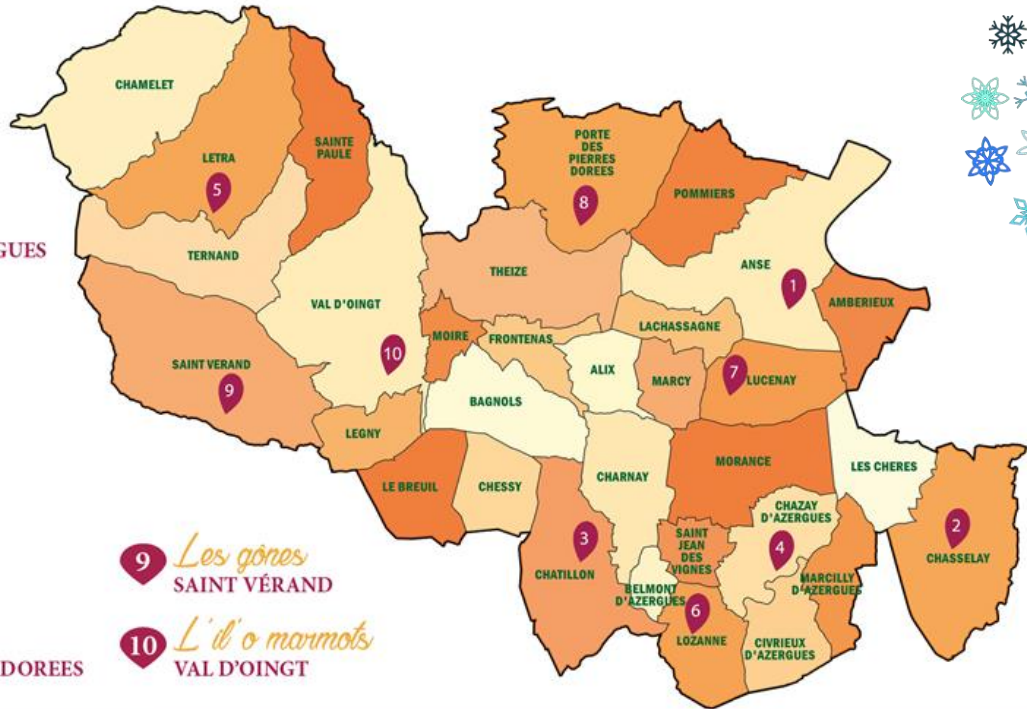 CHAMELET
LETRA
5
SAINTE
PAULE
PORTE
DES
PIERRES
DOREES
8
POMMIERS
GUES
TERNAND
THEIZE
ANSE
1
VAL D'OINGT
10
AMBERIEUX
MOIRE
FRONTENAS
LACHASSAGNE
SAINT VERAND
9
ALIX
MARCY
7
LUCENAY
BAGNOLS
LEGNY
LE BREUIL
CHESSY
CHARNAY
MORANCE
LES CHERES
CHAZAY
D'AZERGUES
4
2
CHASSELAY
3
CHATILLON
SAINT
JEAN
DES
VIGNES
MARCILLY
D'AZERGUES
BELMONT
D'AZERGUES
6
LOZANNE
CIVRIEUX
D'AZERGUES
9 Les gônes
SAINT VÉRAND
10 L'il'o marmots
VAL D'OINGT
DOREES